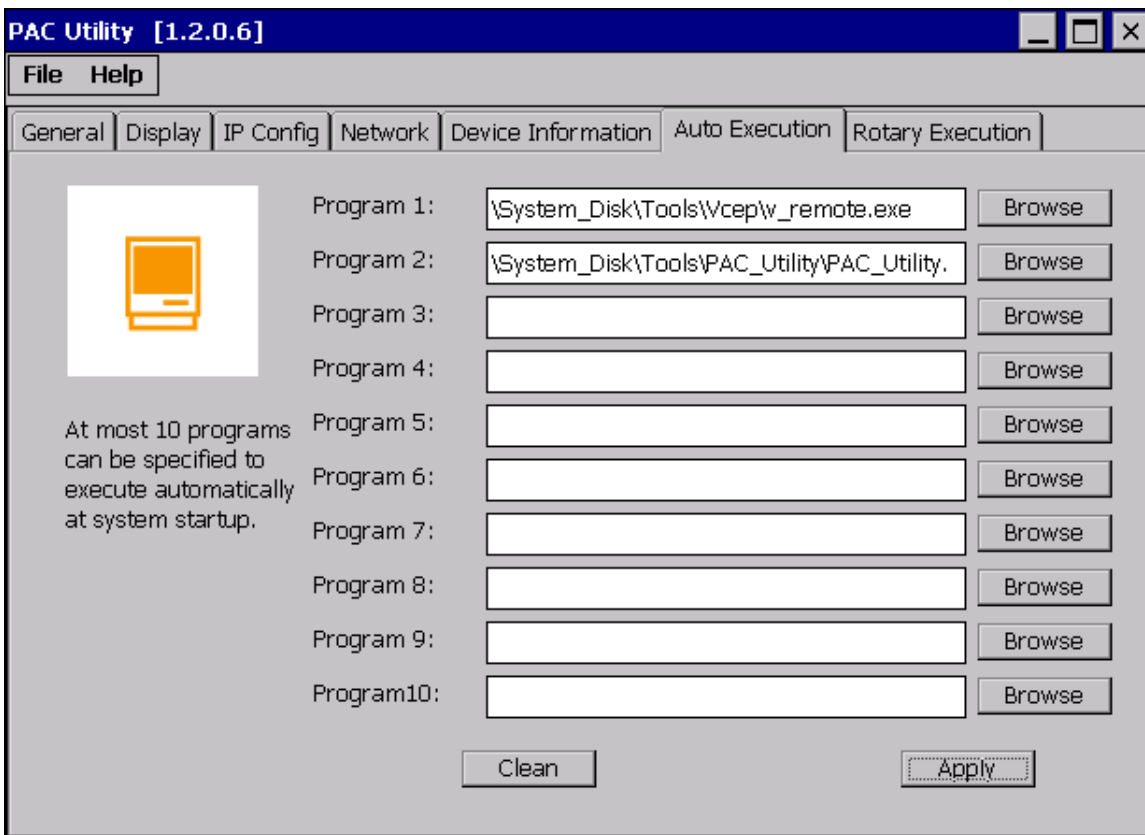 PAC Utility [1.2.0.6]
File Help
General Display IP Config Network Device Information Auto Execution Rotary Execution
Program 1: \System_Disk\Tools\Vcep\v_remote.exe Browse
Program 2: \System_Disk\Tools\PAC_Utility\PAC_Utility. Browse
Program 3: Browse
Program 4: Browse
At most 10 programs
can be specified to
execute automatically
at system startup.
Program 5: Browse
Program 6: Browse
Program 7: Browse
Program 8: Browse
Program 9: Browse
Program10: Browse
Clean Apply